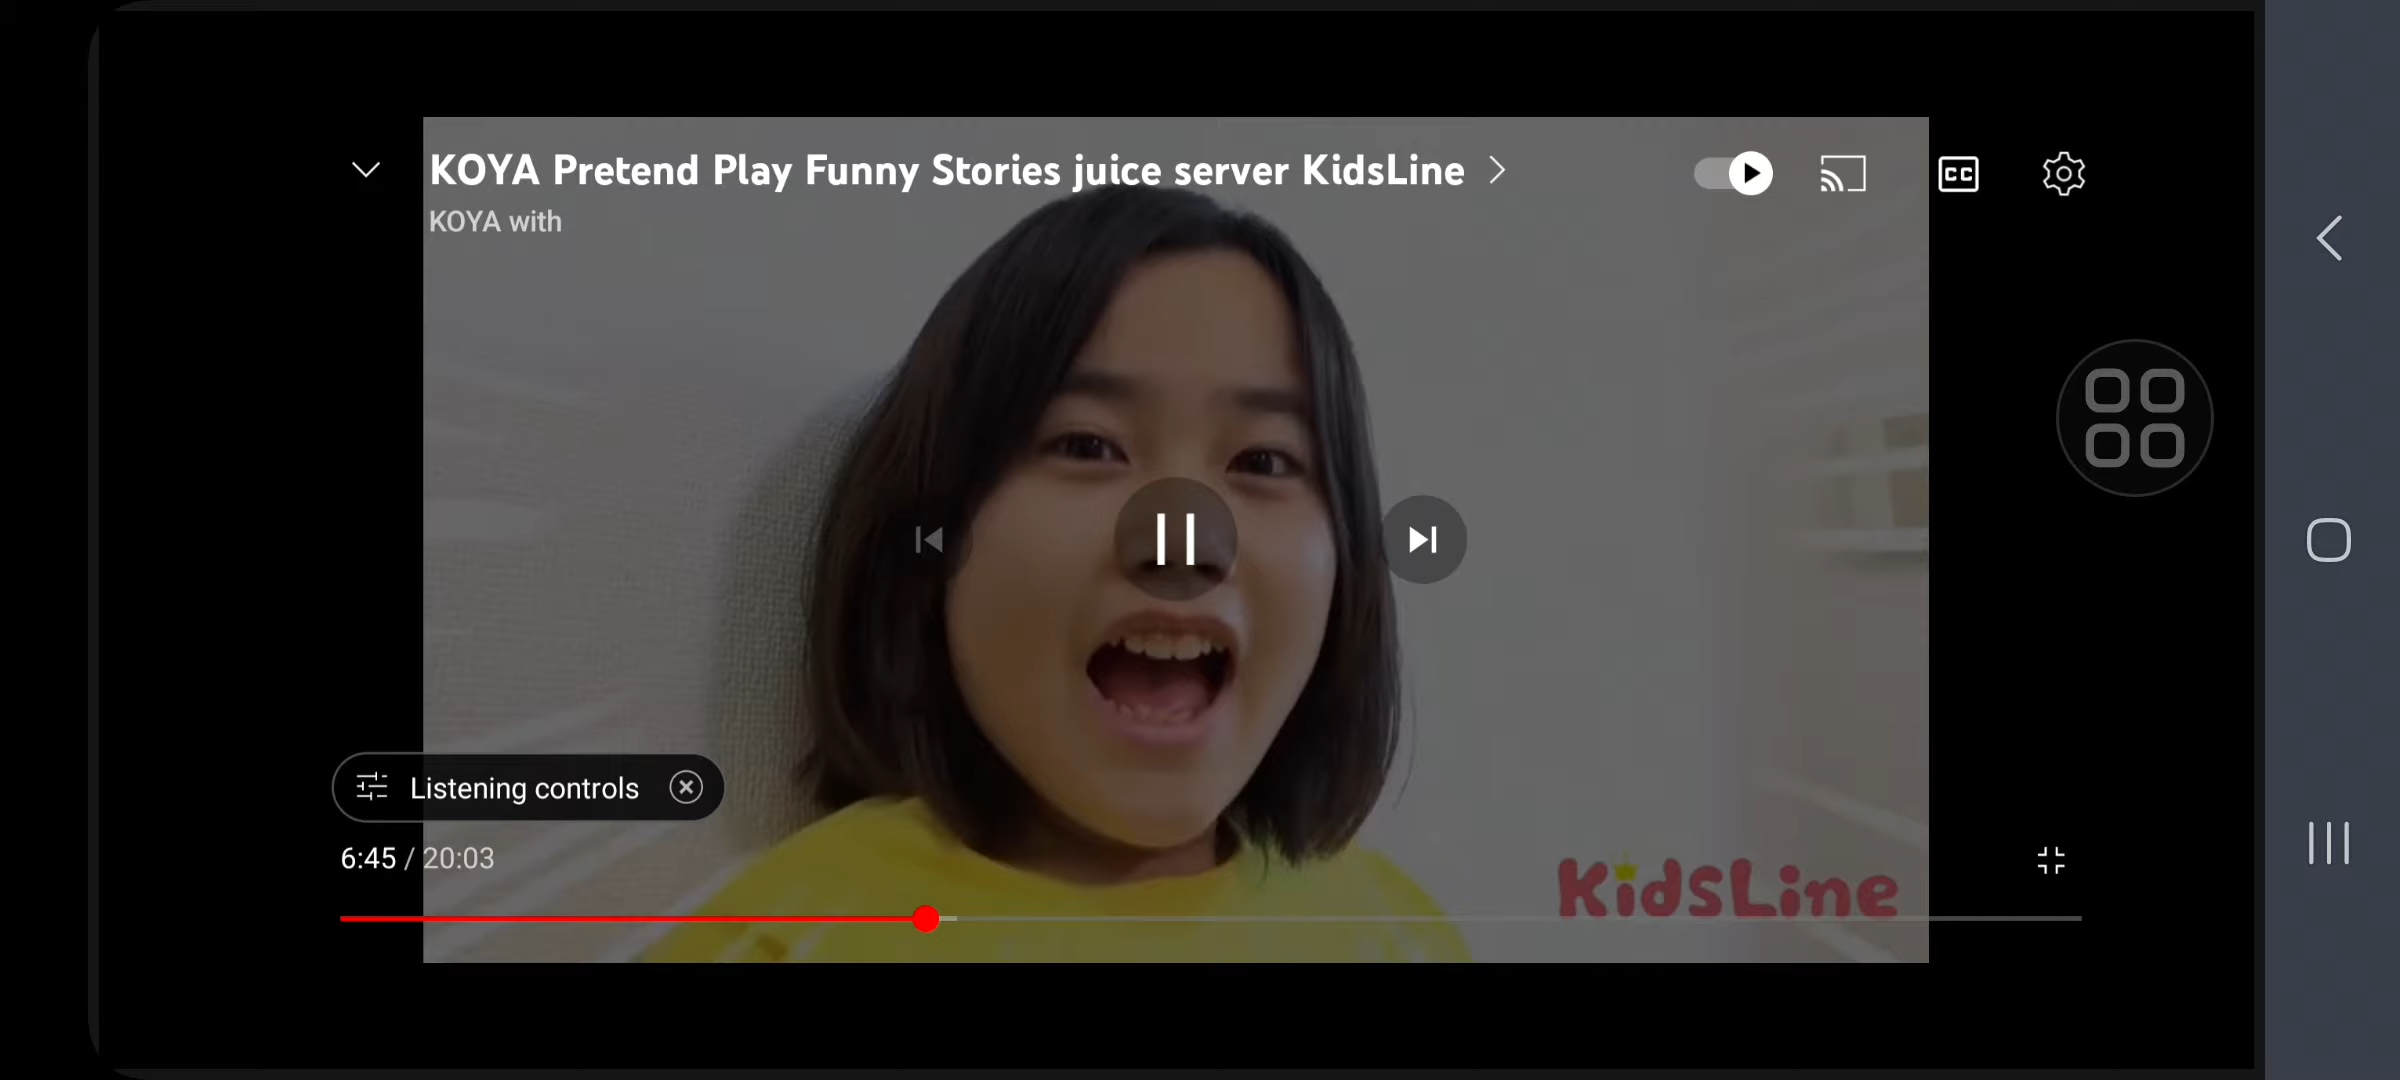 KOYA Pretend Play Funny Stories juice server KidsLine
KOYA with
Listening controls
6:45 / 20:03
KidsLine